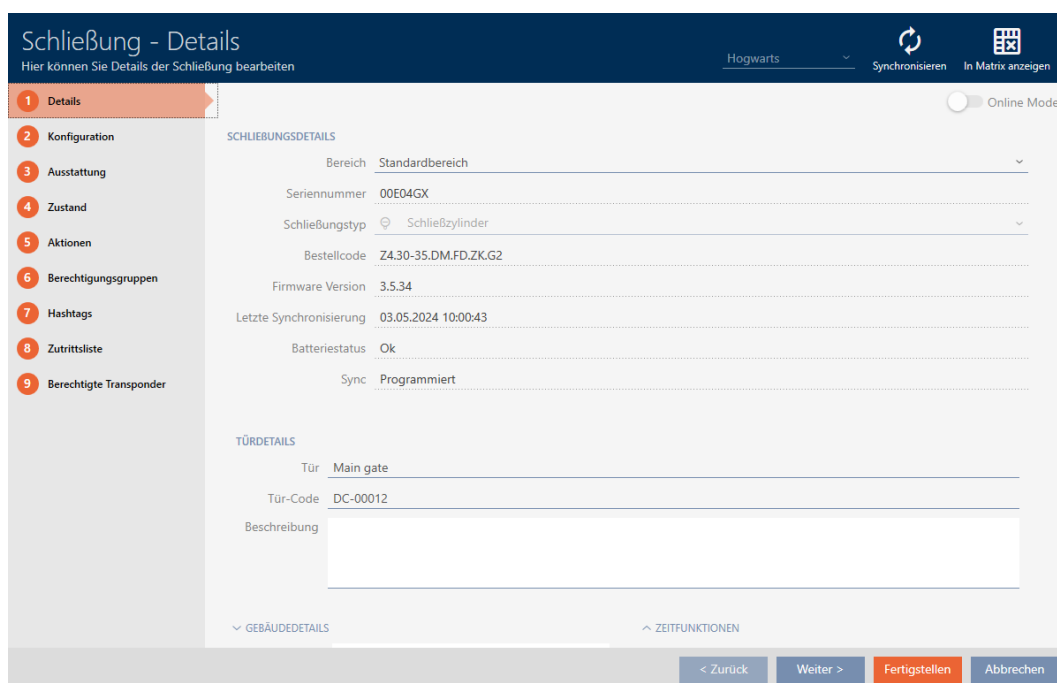 Schließung - Details
Hier können Sie Details der Schließung bearbeiten
Hogwarts
Synchronisieren
In Matrix anzeigen
1 Details
2 Konfiguration
3 Ausstattung
4 Zustand
5 Aktionen
6 Berechtigungsgruppen
7 Hashtags
8 Zutrittsliste
9 Berechtigte Transponder
Online Mode
SCHLIEßUNGSDETAILS
Bereich Standardbereich
Seriennummer 00E04GX
Schließungstyp Schließzylinder
Bestellcode Z4.30-35.DM.FD.ZK.G2
Firmware Version 3.5.34
Letzte Synchronisierung 03.05.2024 10:00:43
Batteriestatus Ok
Sync Programmiert
TÜRDETAILS
Tür Main gate
Tür-Code DC-00012
Beschreibung
GEBÄUDEDETAILS
ZEITFUNKTIONEN
< Zurück
Weiter >
Fertigstellen
Abbrechen